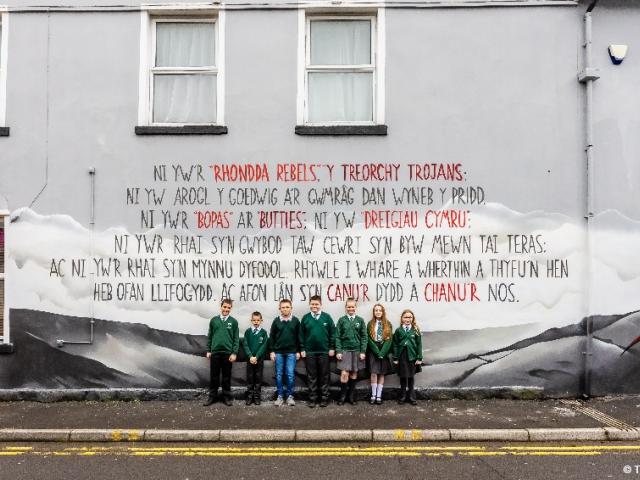 NI YW'R "RHONDDA REBELS," "Y TREORCHY TROJANS;
NI YW AROGL Y GOEDWIG A'R GWMRÂG DAN WYNEB Y PRIDD.
NI YW'R "BOPAS" A'R "BUTTIES"; NI YW "DREIGIAU CYMRU":
NI YW'R RHAI SY'N GWYBOD TAW CEWRI SY'N BYW MEWN TAI TERAS;
AC NI YW'R RHAI SY'N MYNNU DYFODOL. RHYWLE I WHARE A WHERTHIN A THYFU'N HEN
HEB OFAN LLIFOGYDD, AC AFON LÂN SY'N CANU'R DYDD A CHANU'R NOS.
© T